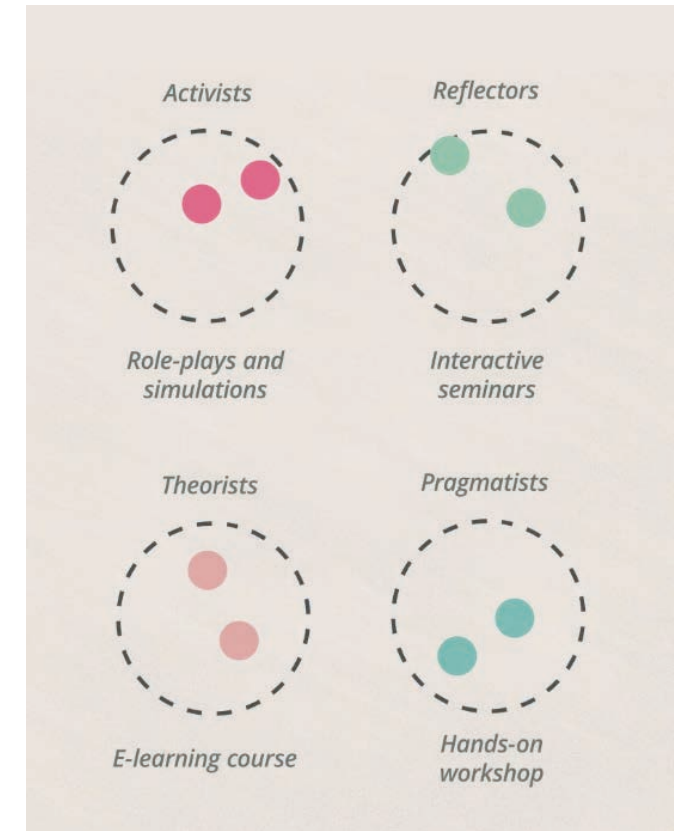 Activists
Reflectors
Role-plays and
simulations
Interactive
seminars
Theorists
Pragmatists
E-learning course
Hands-on
workshop